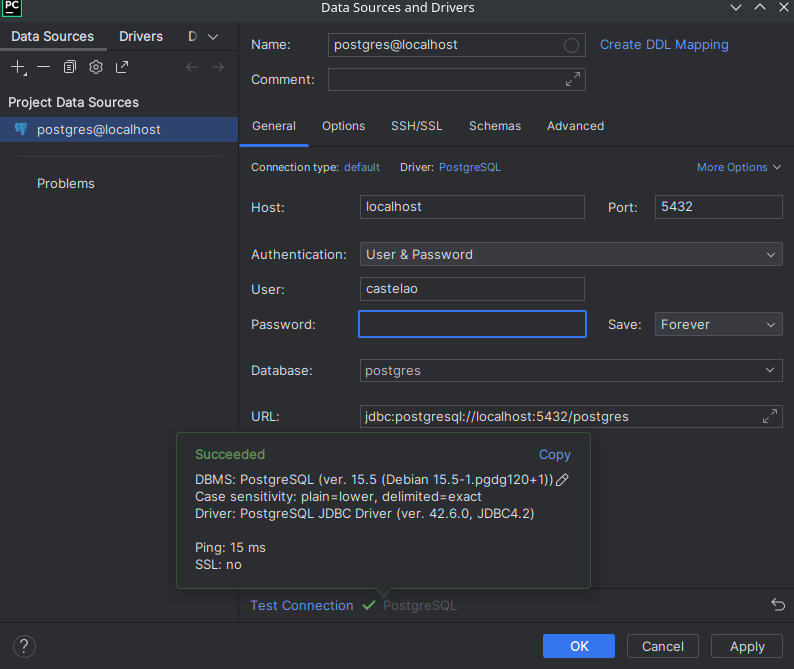 PC
Data Sources and Drivers
Data Sources Drivers D
Project Data Sources
postgres@localhost
Problems
Name: postgres@localhost Create DDL Mapping
Comment:
General Options SSH/SSL Schemas Advanced
Connection type: default Driver: PostgreSQL More Options
Host: localhost Port: 5432
Authentication: User & Password
User: castelao
Password: Save: Forever
Database: postgres
URL: jdbc:postgresql://localhost:5432/postgres
Succeeded Copy
DBMS: PostgreSQL (ver. 15.5 (Debian 15.5-1.pgdg120+1))
Case sensitivity: plain=lower, delimited=exact
Driver: PostgreSQL JDBC Driver (ver. 42.6.0, JDBC4.2)
Ping: 15 ms
SSL: no
Test Connection PostgreSQL
? OK Cancel Apply